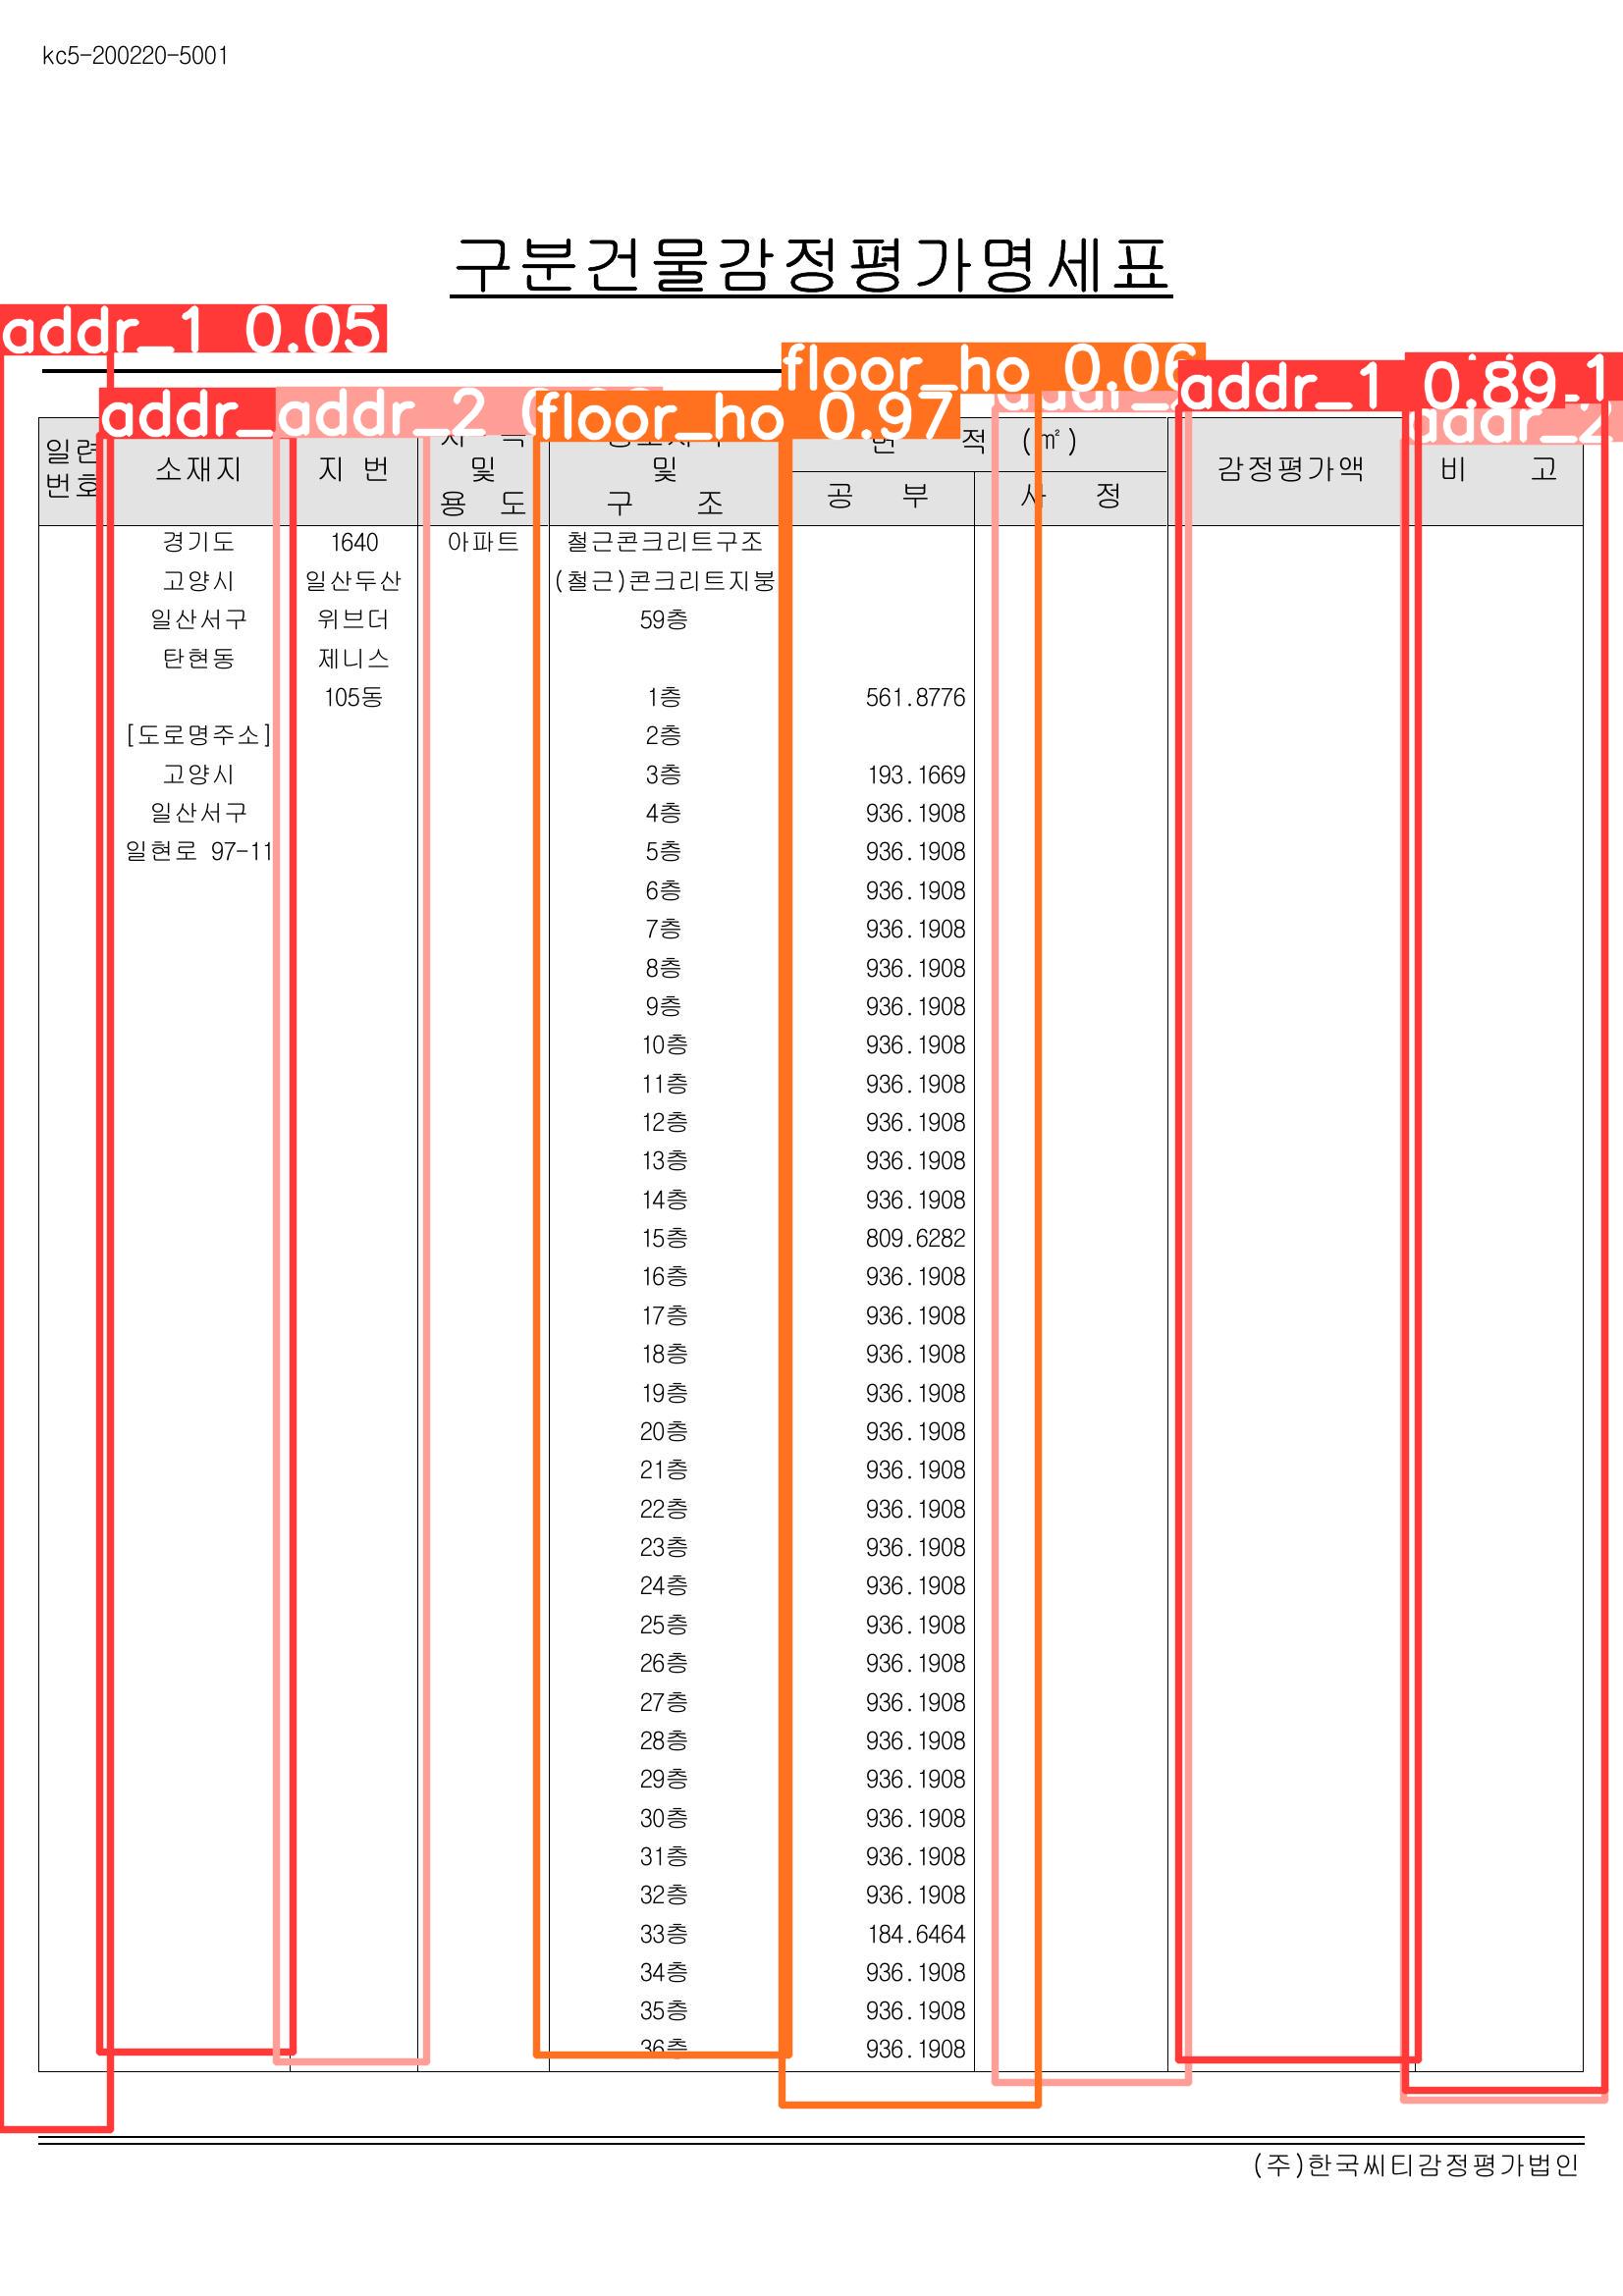 kc5-200220-5001
구분건물감정평가명세표
addr_1 0.05
floor_ho 0.06
addr_1 0.89
addr_ addr_2
floor_ho 0.97
addr_2
일련 번호 소재지 지 번 및 용 도 및 구 조 면 적 (㎡) 공 부 사 정 감정평가액 비 고
경기도 1640 아파트 철근콘크리트구조
고양시 일산두산 (철근)콘크리트지붕
일산서구 위브더 59층
탄현동 제니스
105동 1층 561.8776
[도로명주소] 2층
고양시 3층 193.1669
일산서구 4층 936.1908
일현로 97-11 5층 936.1908
6층 936.1908
7층 936.1908
8층 936.1908
9층 936.1908
10층 936.1908
11층 936.1908
12층 936.1908
13층 936.1908
14층 936.1908
15층 809.6282
16층 936.1908
17층 936.1908
18층 936.1908
19층 936.1908
20층 936.1908
21층 936.1908
22층 936.1908
23층 936.1908
24층 936.1908
25층 936.1908
26층 936.1908
27층 936.1908
28층 936.1908
29층 936.1908
30층 936.1908
31층 936.1908
32층 936.1908
33층 184.6464
34층 936.1908
35층 936.1908
36층 936.1908
(주)한국씨티감정평가법인